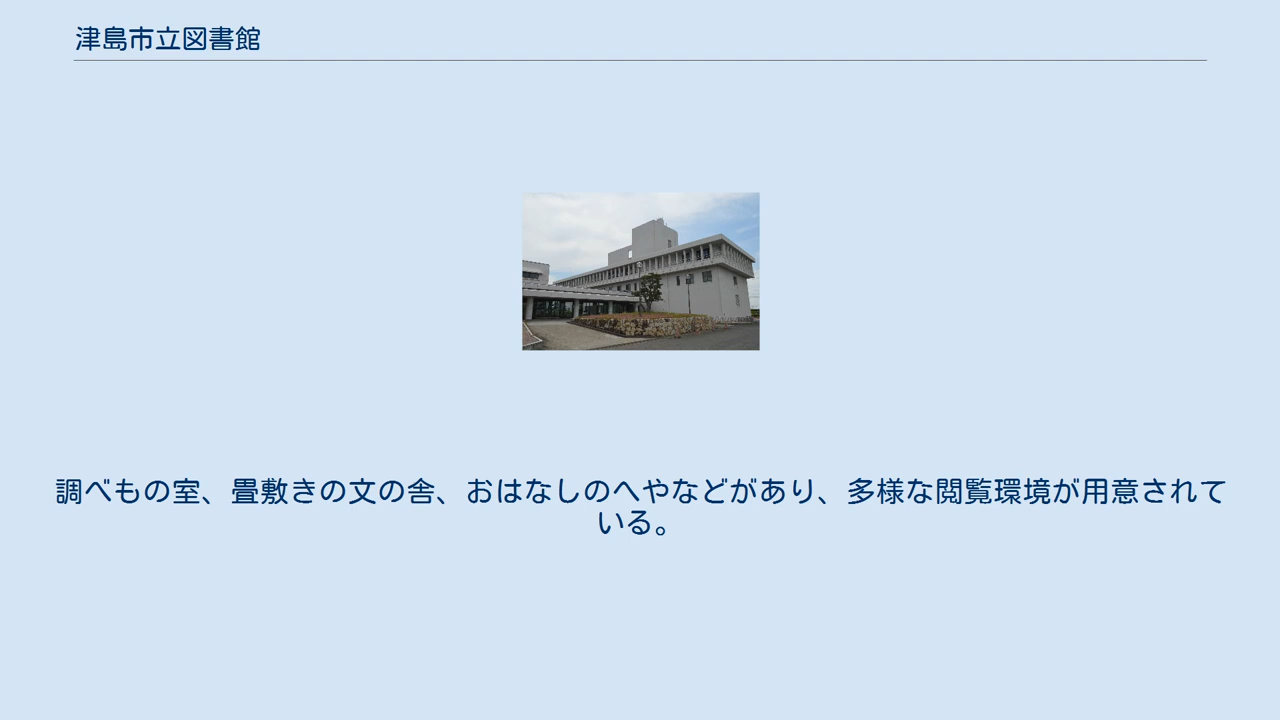 津島市立図書館
調べもの室、畳敷きの文の舎、おはなしのへやなどがあり、多様な閲覧環境が用意されて
いる。